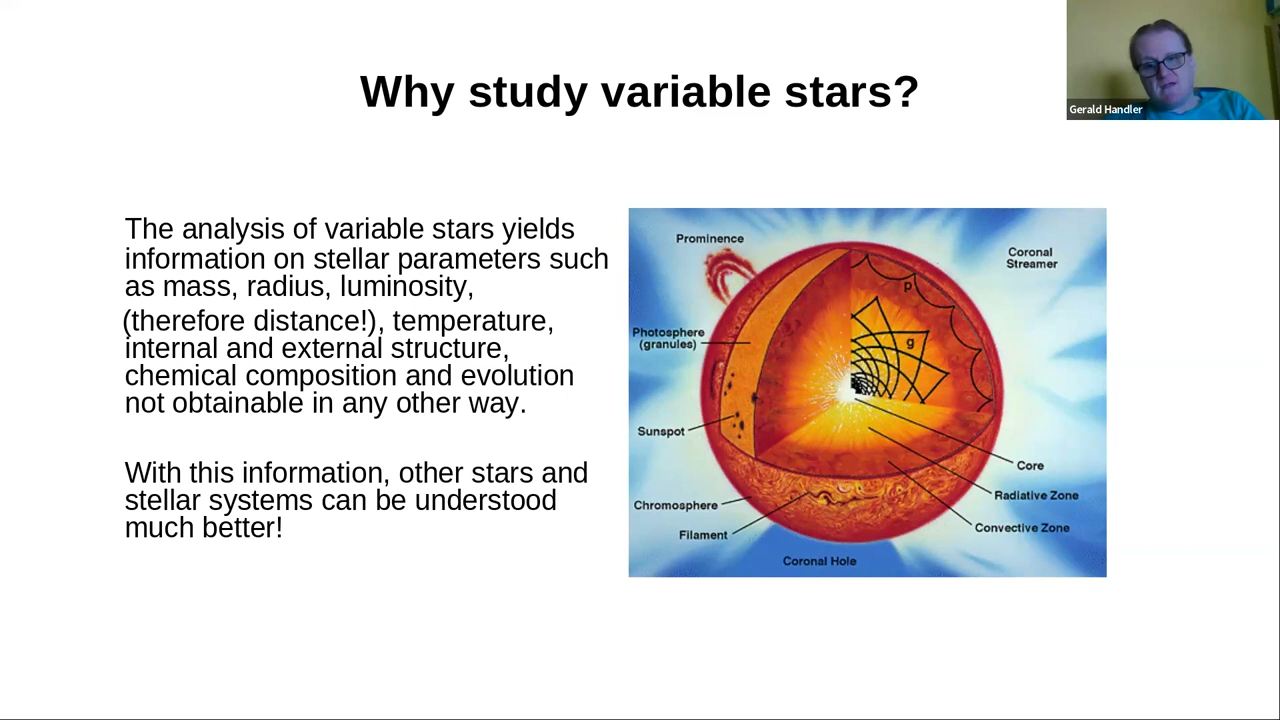 Why study variable stars?
Gerald Handler
The analysis of variable stars yields
information on stellar parameters such
as mass, radius, luminosity,
(therefore distance!), temperature,
internal and external structure,
chemical composition and evolution
not obtainable in any other way.
With this information, other stars and
stellar systems can be understood
much better!
Prominence
Coronal
Streamer
p
Photosphere
(granules)
g
Sunspot
Core
Radiative Zone
Chromosphere
Convective Zone
Filament
Coronal Hole